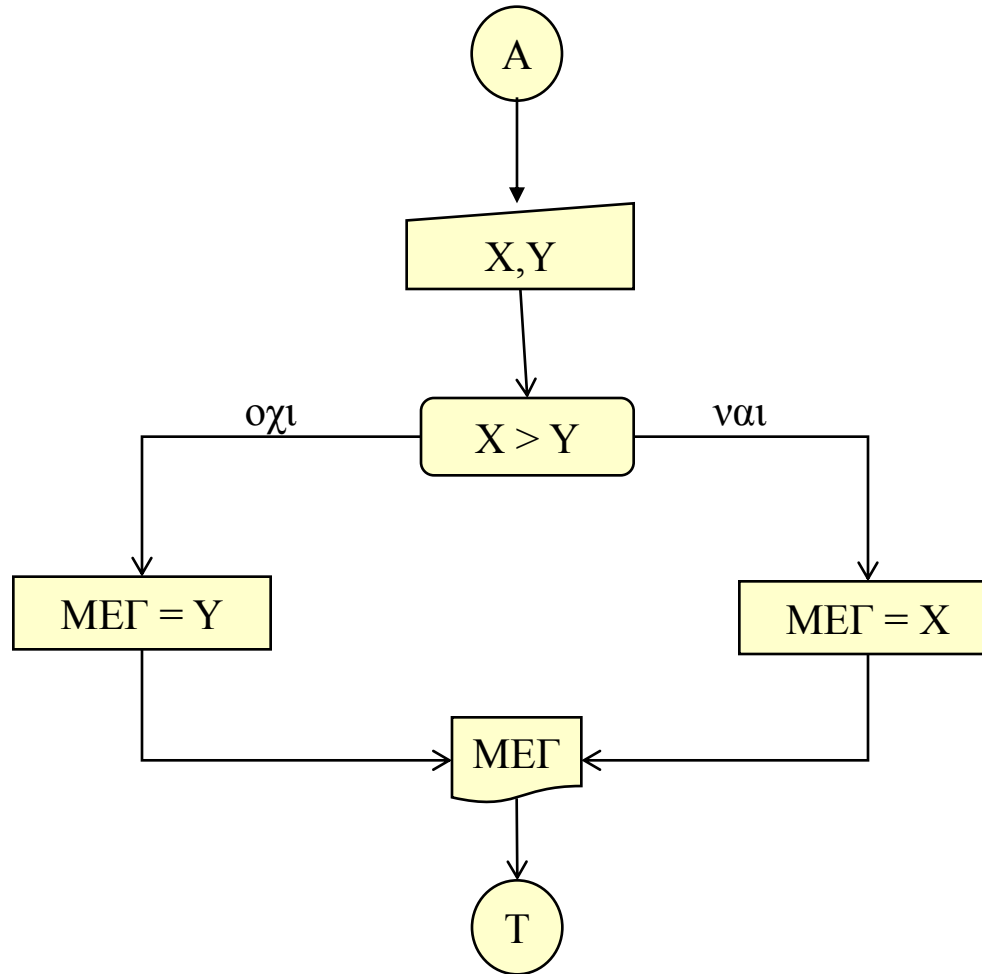 Α
X,Y
οχι
X > Y
ναι
ΜΕΓ = Y
ΜΕΓ = X
ΜΕΓ
Τ